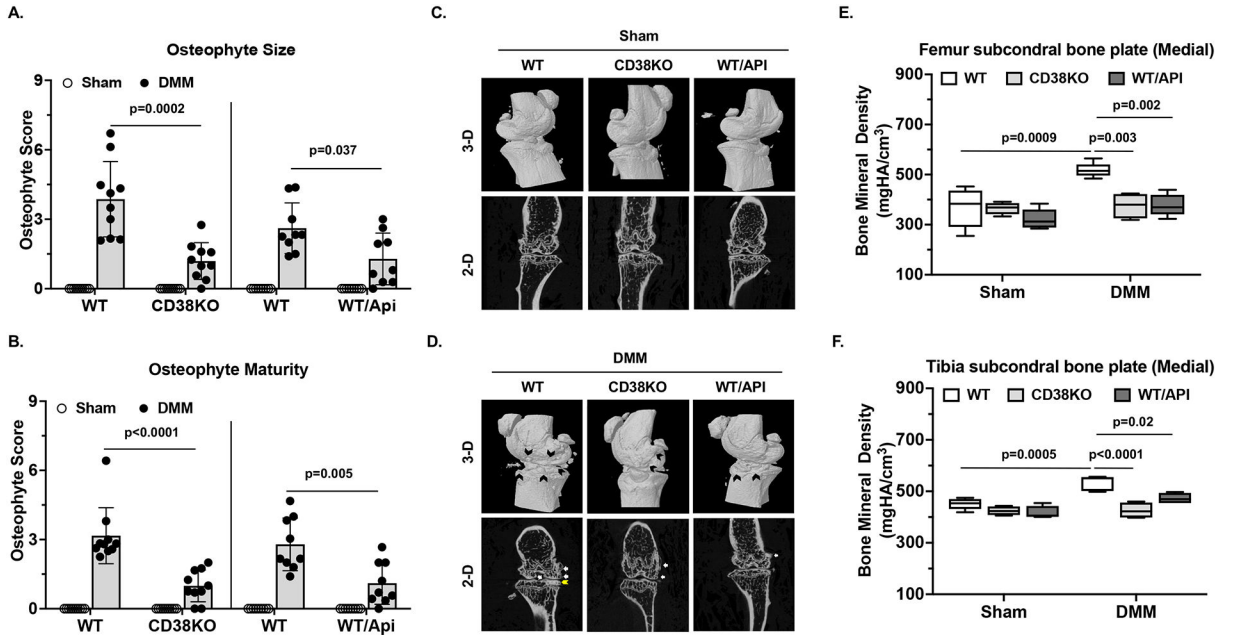 A.
Osteophyte Size
Sham DMM
p=0.0002
p=0.037
Osteophyte Score
9
6
3
0
WT CD38KO WT WT/Api
B.
Osteophyte Maturity
Sham DMM
p<0.0001
p=0.005
Osteophyte Score
9
6
3
0
WT CD38KO WT WT/Api
C.
Sham
WT CD38KO WT/API
3-D
2-D
D.
DMM
WT CD38KO WT/API
3-D
2-D
E.
Femur subcondral bone plate (Medial)
WT CD38KO WT/API
p=0.002
p=0.0009 p=0.003
Bone Mineral Density
(mgHA/cm³)
900
700
500
300
100
Sham DMM
F.
Tibia subcondral bone plate (Medial)
WT CD38KO WT/API
p=0.02
p=0.0005 p<0.0001
Bone Mineral Density
(mgHA/cm³)
900
700
500
300
100
Sham DMM